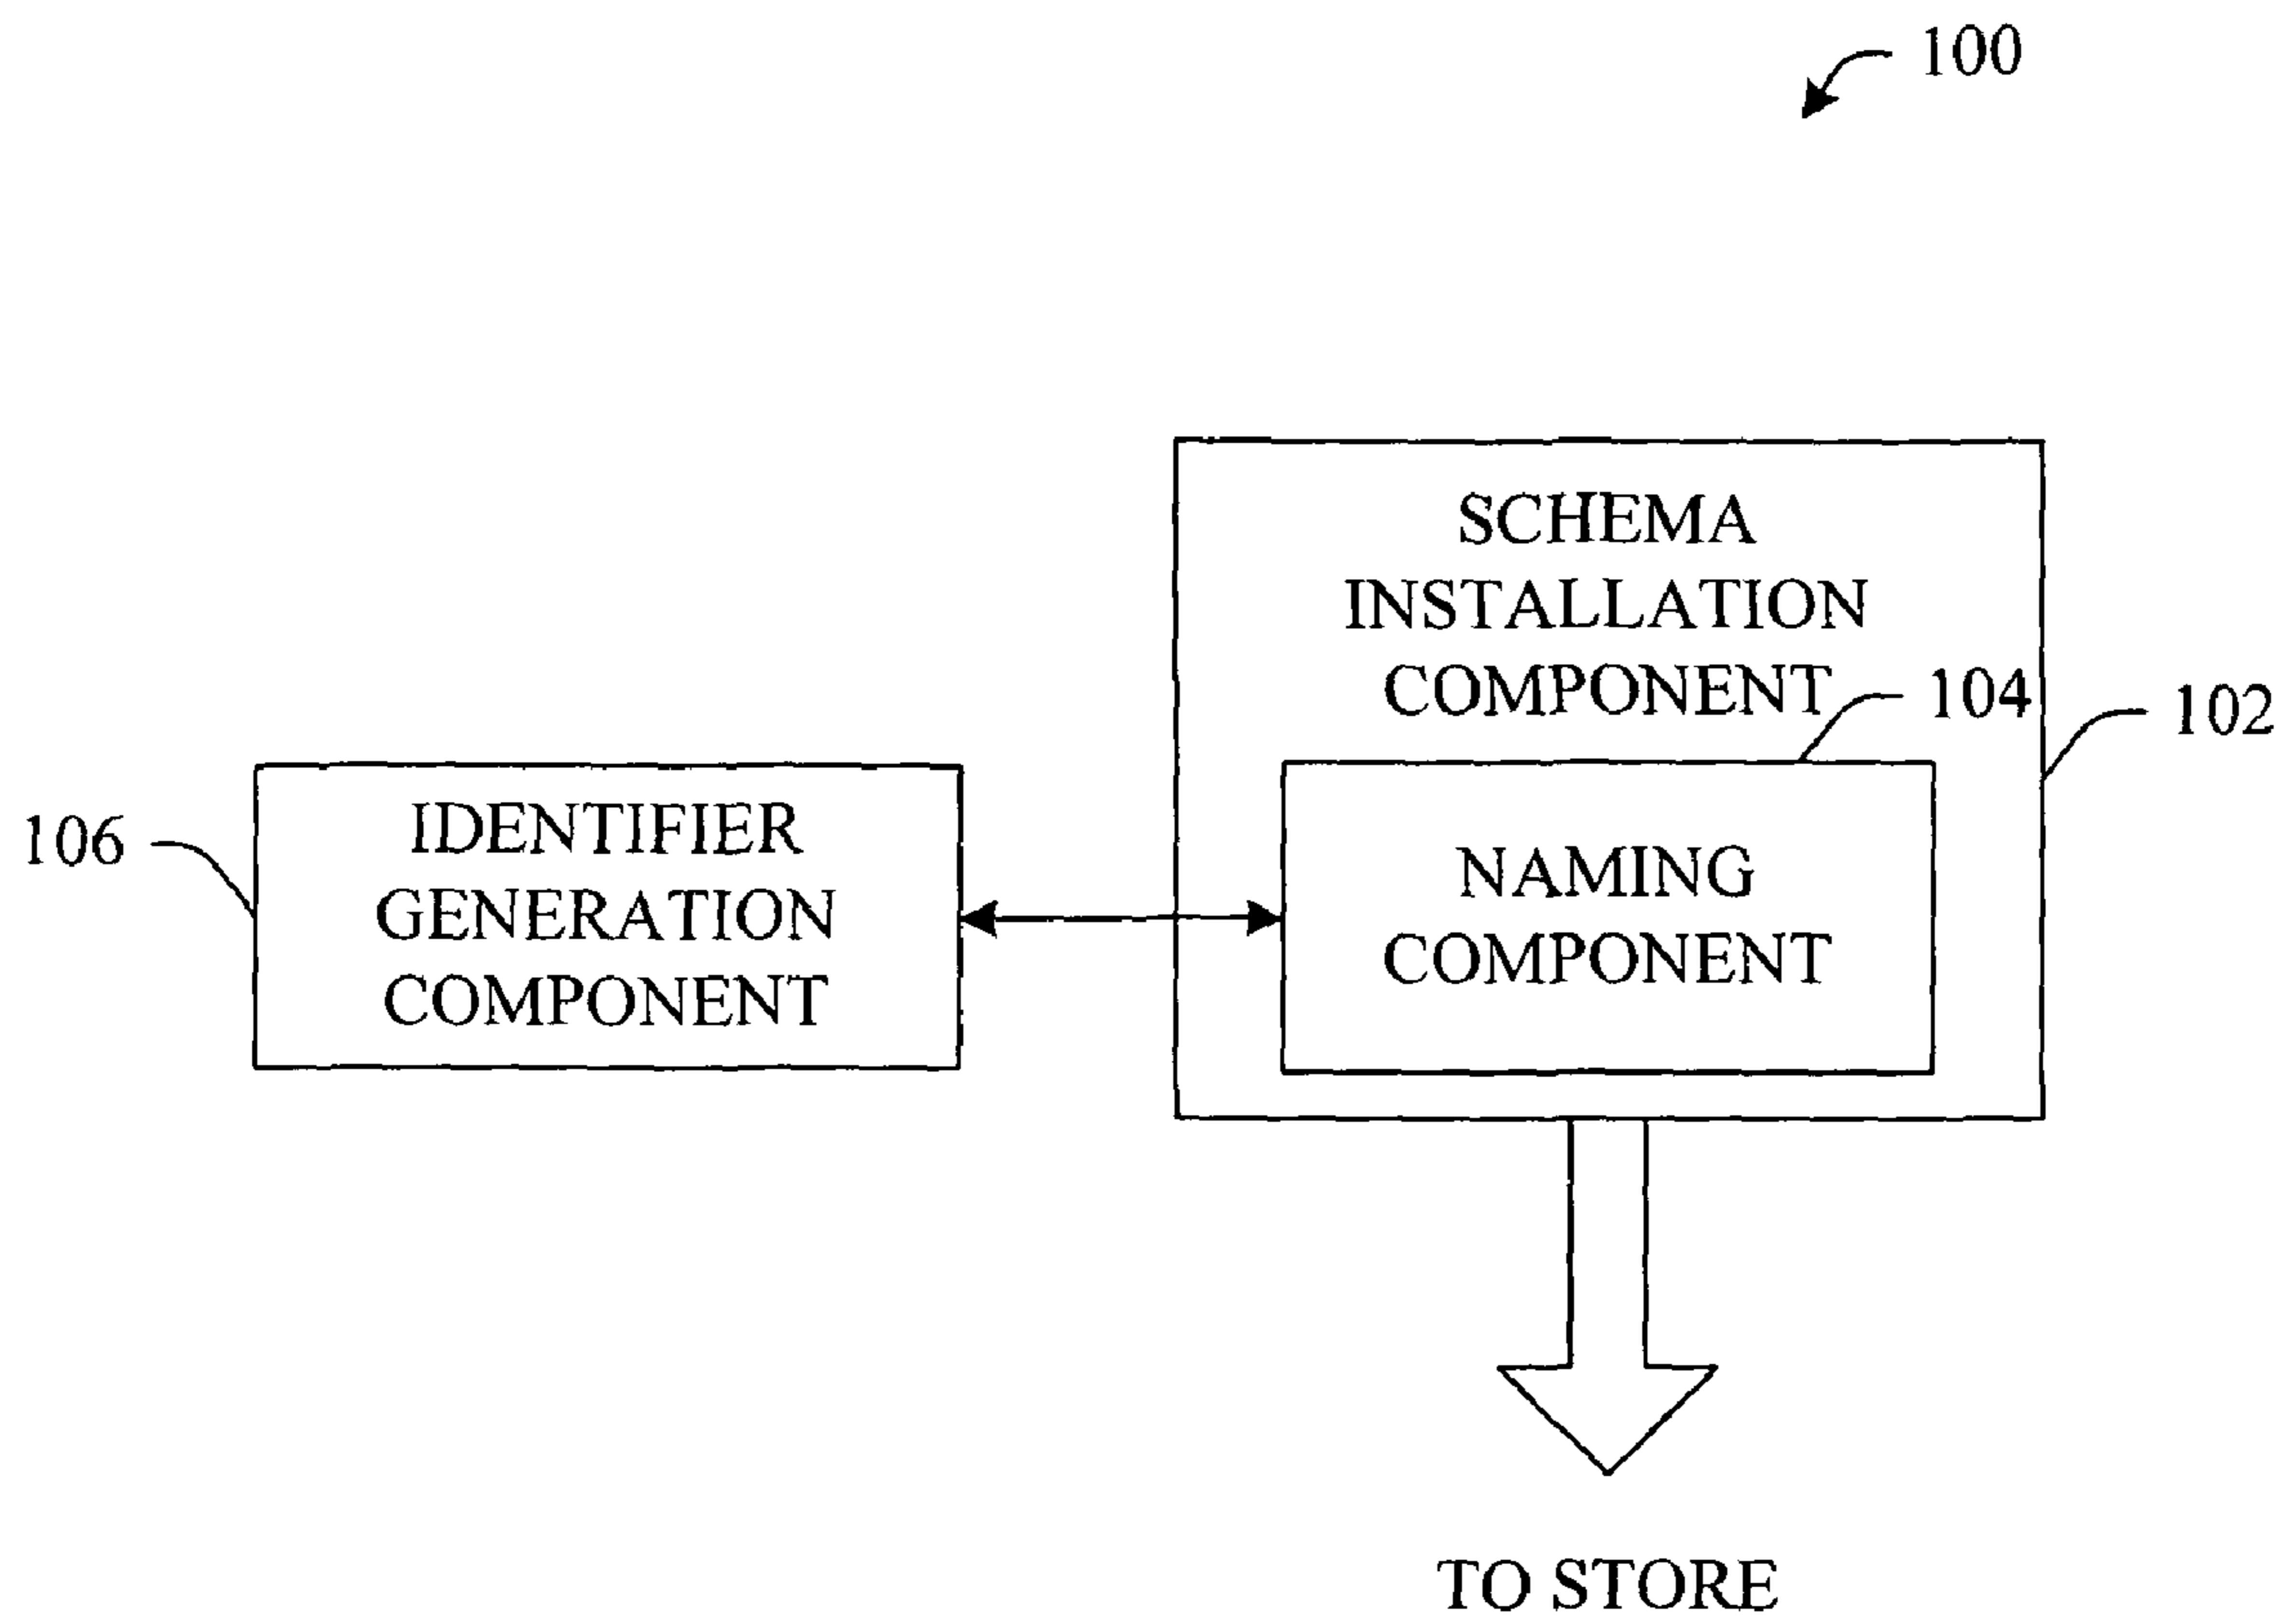 100
SCHEMA
INSTALLATION
COMPONENT
104
102
106
IDENTIFIER
GENERATION
COMPONENT
NAMING
COMPONENT
TO STORE